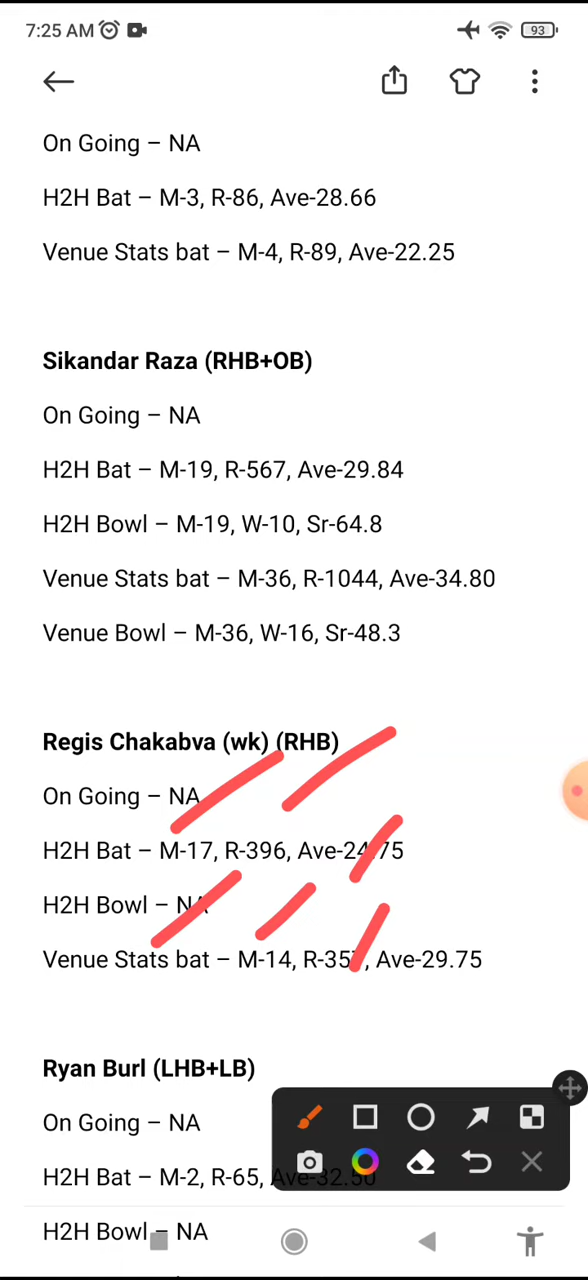 7:25 AM
93
On Going – NA
H2H Bat – M-3, R-86, Ave-28.66
Venue Stats bat – M-4, R-89, Ave-22.25
Sikandar Raza (RHB+OB)
On Going – NA
H2H Bat – M-19, R-567, Ave-29.84
H2H Bowl – M-19, W-10, Sr-64.8
Venue Stats bat – M-36, R-1044, Ave-34.80
Venue Bowl – M-36, W-16, Sr-48.3
Regis Chakabva (wk) (RHB)
On Going – NA
H2H Bat – M-17, R-396, Ave-24.75
H2H Bowl – NA
Venue Stats bat – M-14, R-357, Ave-29.75
Ryan Burl (LHB+LB)
On Going – NA
H2H Bat – M-2, R-65, Ave-32.50
H2H Bowl – NA